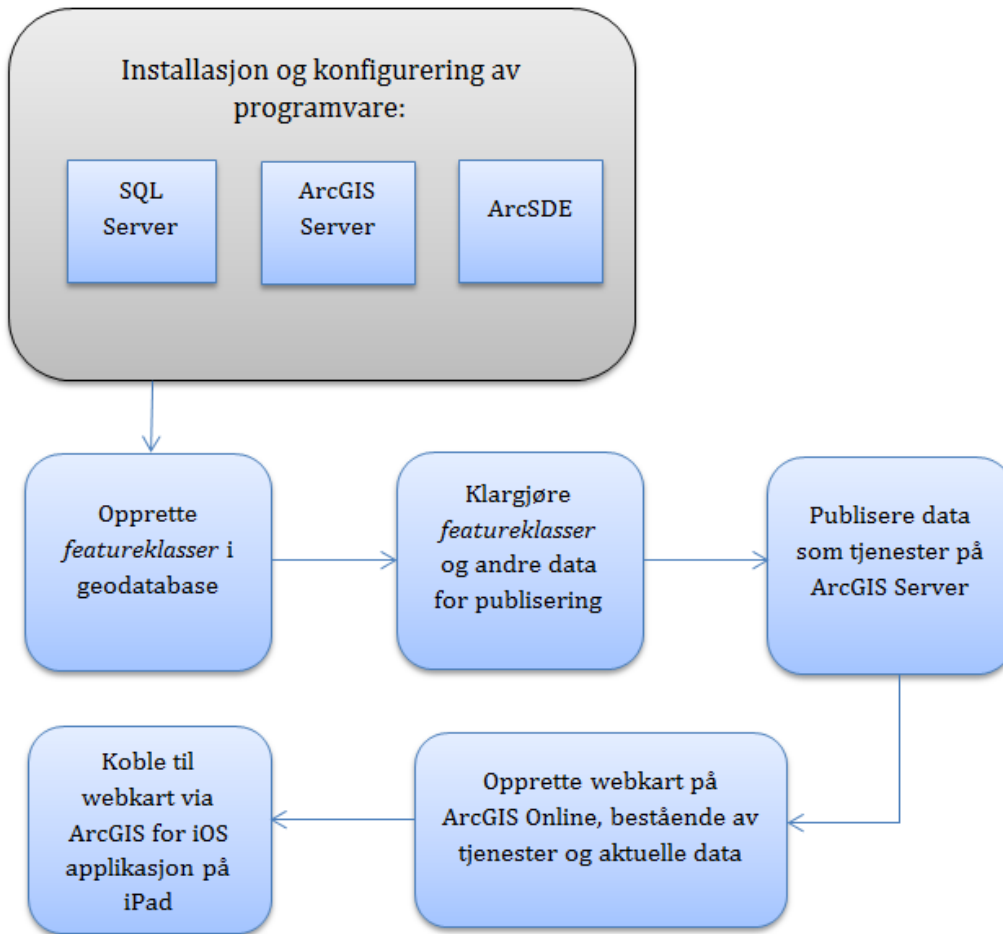 Installasjon og konfigurering av
programvare:
SQL
Server
ArcGIS
Server
ArcSDE
Opprette
featureklasser i
geodatabase
Klargjøre
featureklasser
og andre data
for publisering
Publisere data
som tjenester på
ArcGIS Server
Opprette webkart på
ArcGIS Online, bestående av
tjenester og aktuelle data
Koble til
webkart via
ArcGIS for iOS
applikasjon på
iPad